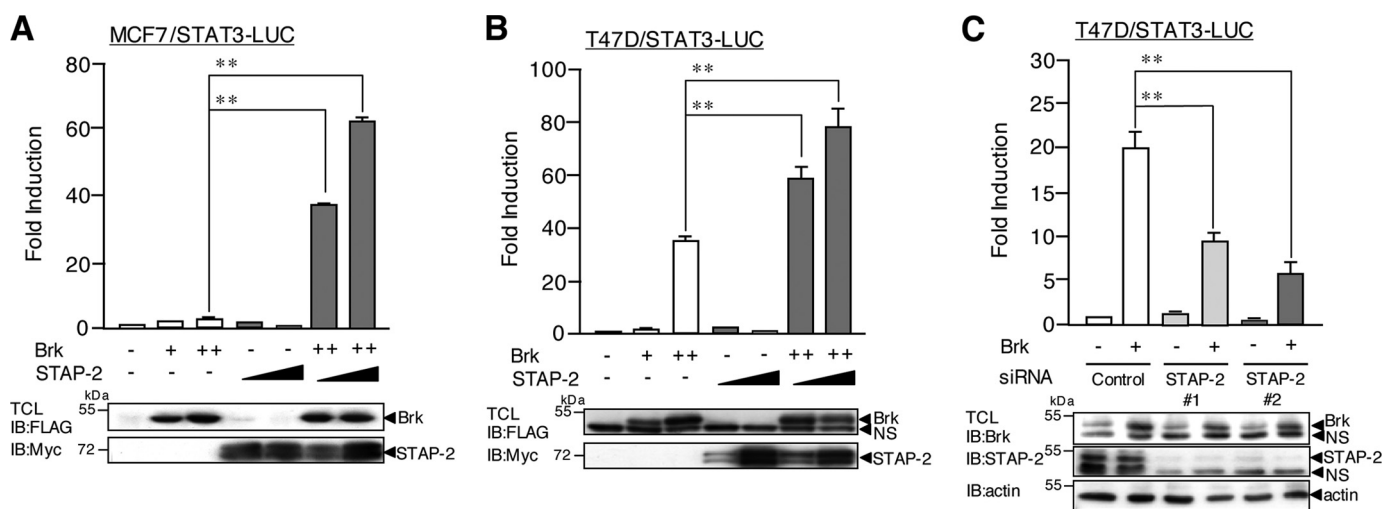 A
MCF7/STAT3-LUC
Fold Induction
80
60
40
20
0
**
**
Brk - + ++ - - ++ ++
STAP-2 - - -
kDa
TCL 55
IB:FLAG
Brk
IB:Myc 72
STAP-2
B
T47D/STAT3-LUC
Fold Induction
100
80
60
40
20
0
**
**
Brk - + ++ - - ++ ++
STAP-2 - - -
kDa
TCL 55
IB:FLAG
Brk
NS
IB:Myc 72
STAP-2
C
T47D/STAT3-LUC
Fold Induction
30
25
20
15
10
5
0
**
**
Brk - + - + - +
siRNA Control STAP-2 STAP-2
#1 #2
kDa
TCL 55
IB:Brk
Brk
NS
IB:STAP-2 55
STAP-2
NS
IB:actin 55
actin